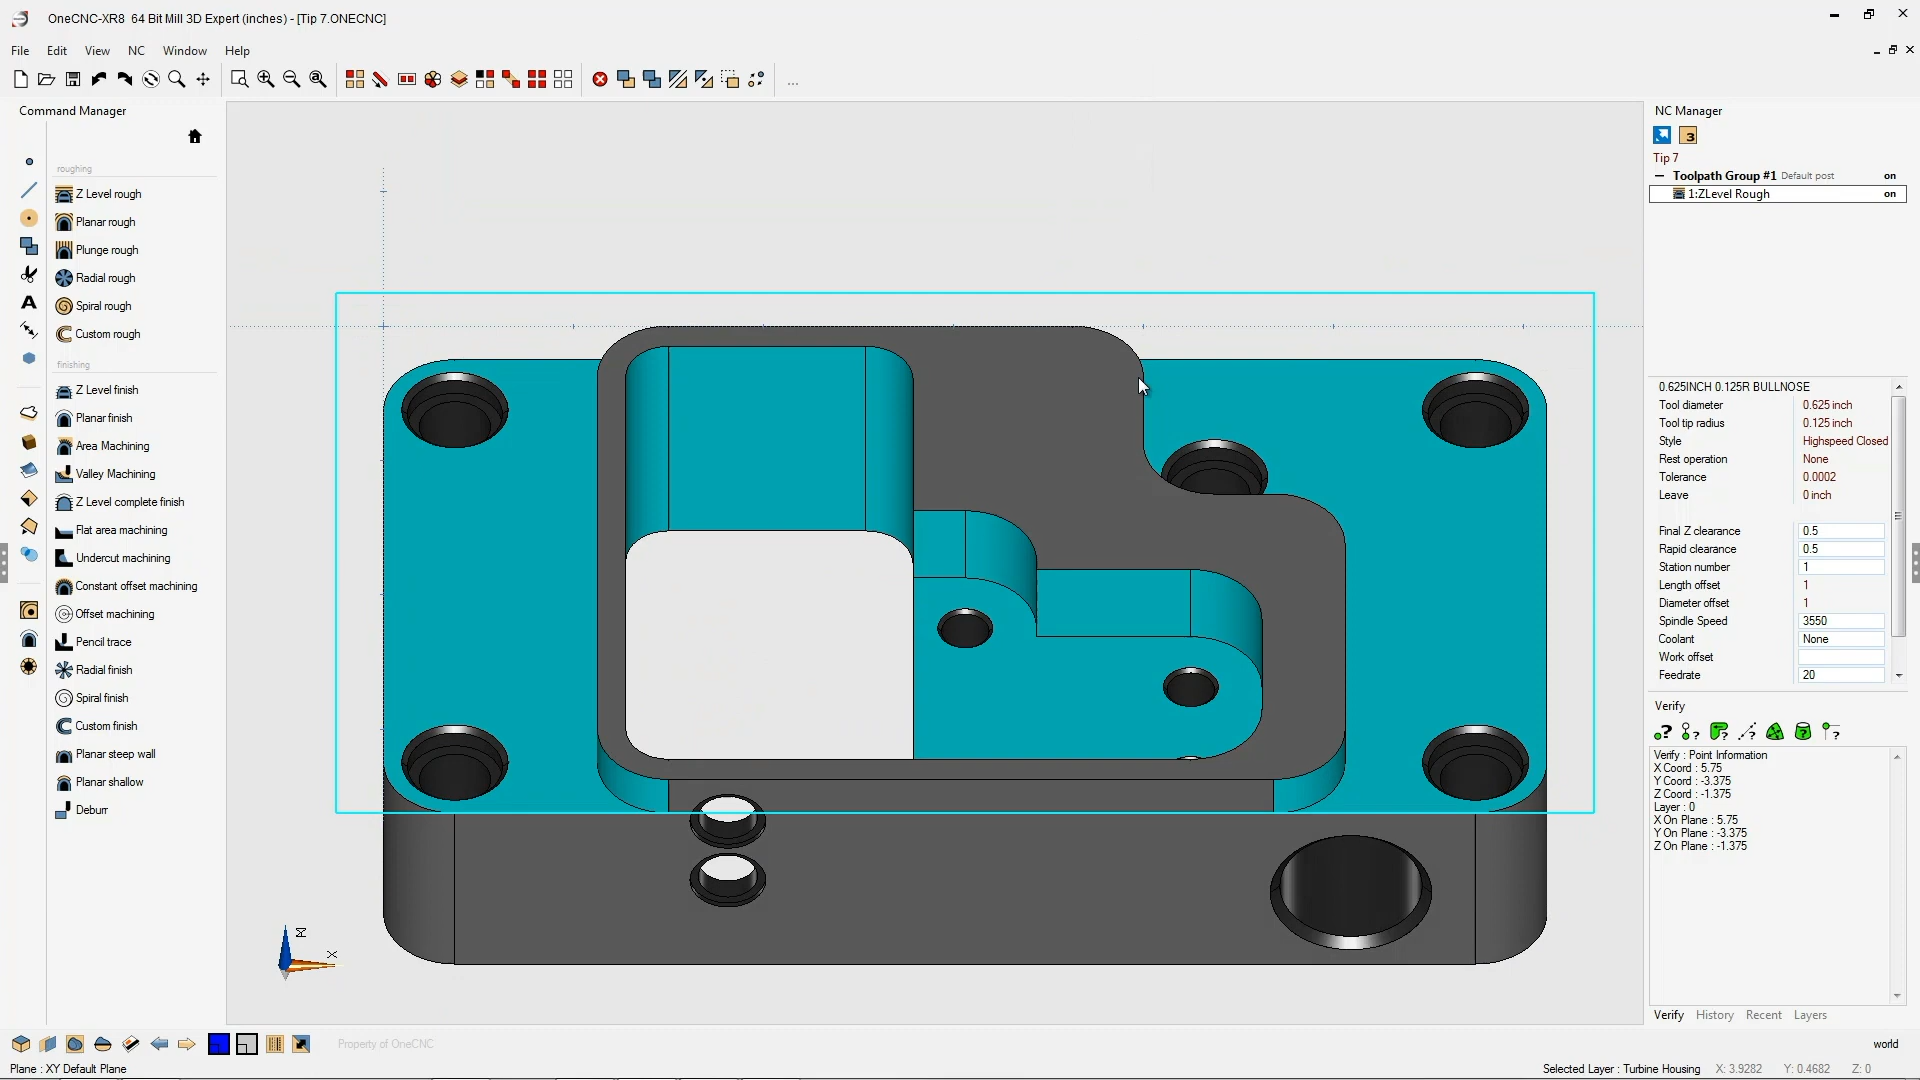 OneCNC-XR8 64 Bit Mill 3D Expert (inches) - [Tip 7.ONECNC]
File Edit View NC Window Help
...
Command Manager
roughing
Z Level rough
Planar rough
Plunge rough
Radial rough
Spiral rough
Custom rough
finishing
Z Level finish
Planar finish
Area Machining
Valley Machining
Z Level complete finish
Flat area machining
Undercut machining
Constant offset machining
Offset machining
Pencil trace
Radial finish
Spiral finish
Custom finish
Planar steep wall
Planar shallow
Deburr
A
Z
X
NC Manager
3
Tip 7
Toolpath Group #1 Default post on
1:ZLevel Rough on
0.625INCH 0.125R BULLNOSE
Tool diameter 0.625 inch
Tool tip radius 0.125 inch
Style Highspeed Closed
Rest operation None
Tolerance 0.0002
Leave 0 inch
Final Z clearance 0.5
Rapid clearance 0.5
Station number 1
Length offset 1
Diameter offset 1
Spindle Speed 3550
Coolant None
Work offset
Feedrate 20
Verify
Verify : Point Information
X Coord : 5.75
Y Coord : -3.375
Z Coord : -1.375
Layer : 0
X On Plane : 5.75
Y On Plane : -3.375
Z On Plane : -1.375
Verify History Recent Layers
Property of OneCNC
world
Plane : XY Default Plane
Selected Layer : Turbine Housing X: 3.9282 Y: 0.4682 Z: 0